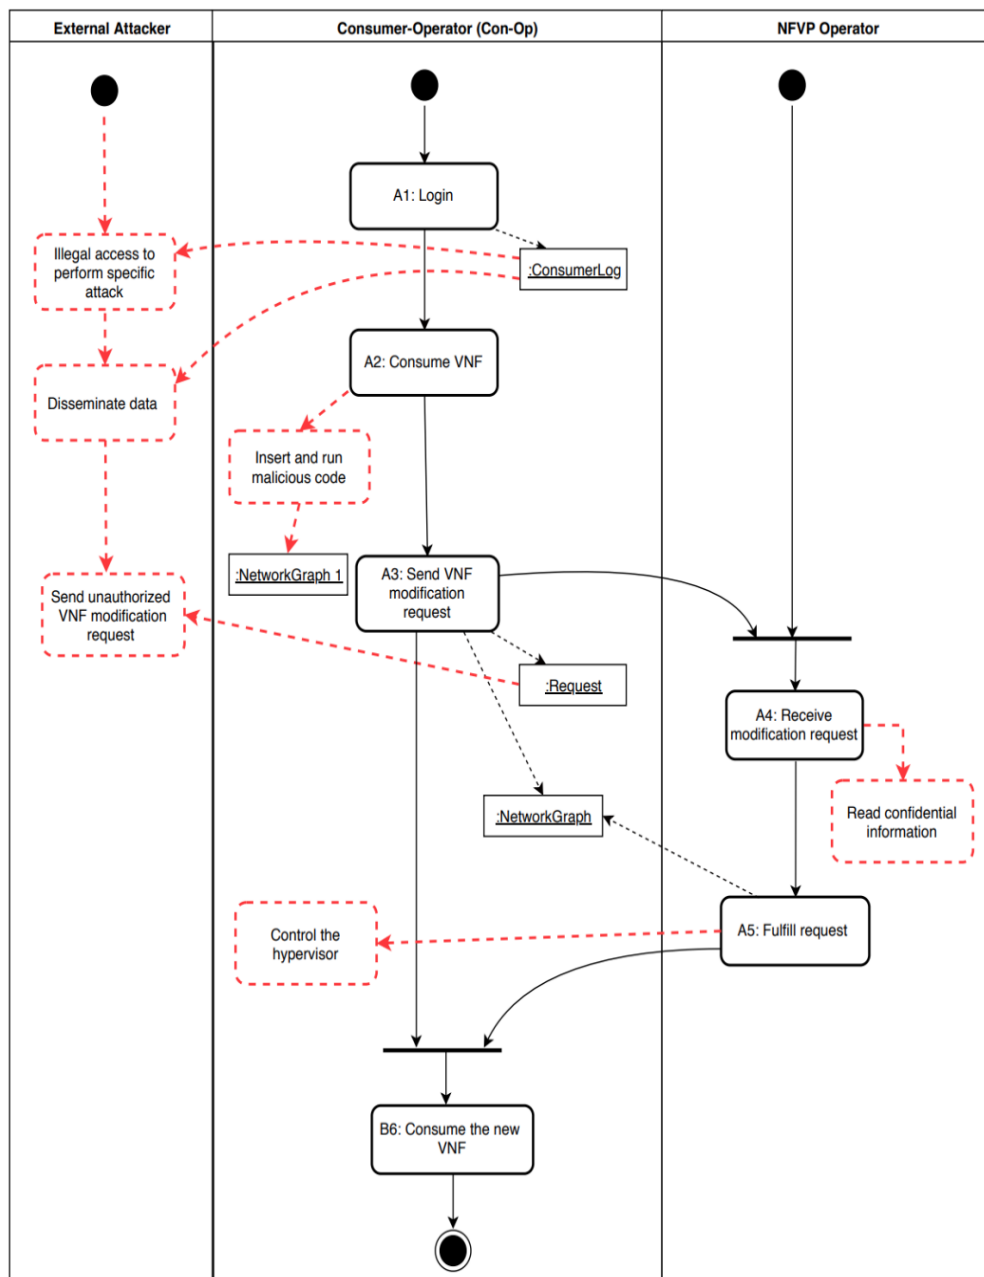 External Attacker
Consumer-Operator (Con-Op)
NFVP Operator
A1: Login
Illegal access to
perform specific
attack
:ConsumerLog
A2: Consume VNF
Disseminate data
Insert and run
malicious code
:NetworkGraph 1
A3: Send VNF
modification
request
Send unauthorized
VNF modification
request
:Request
A4: Receive
modification request
:NetworkGraph
Read confidential
information
Control the
hypervisor
A5: Fulfill request
B6: Consume the new
VNF